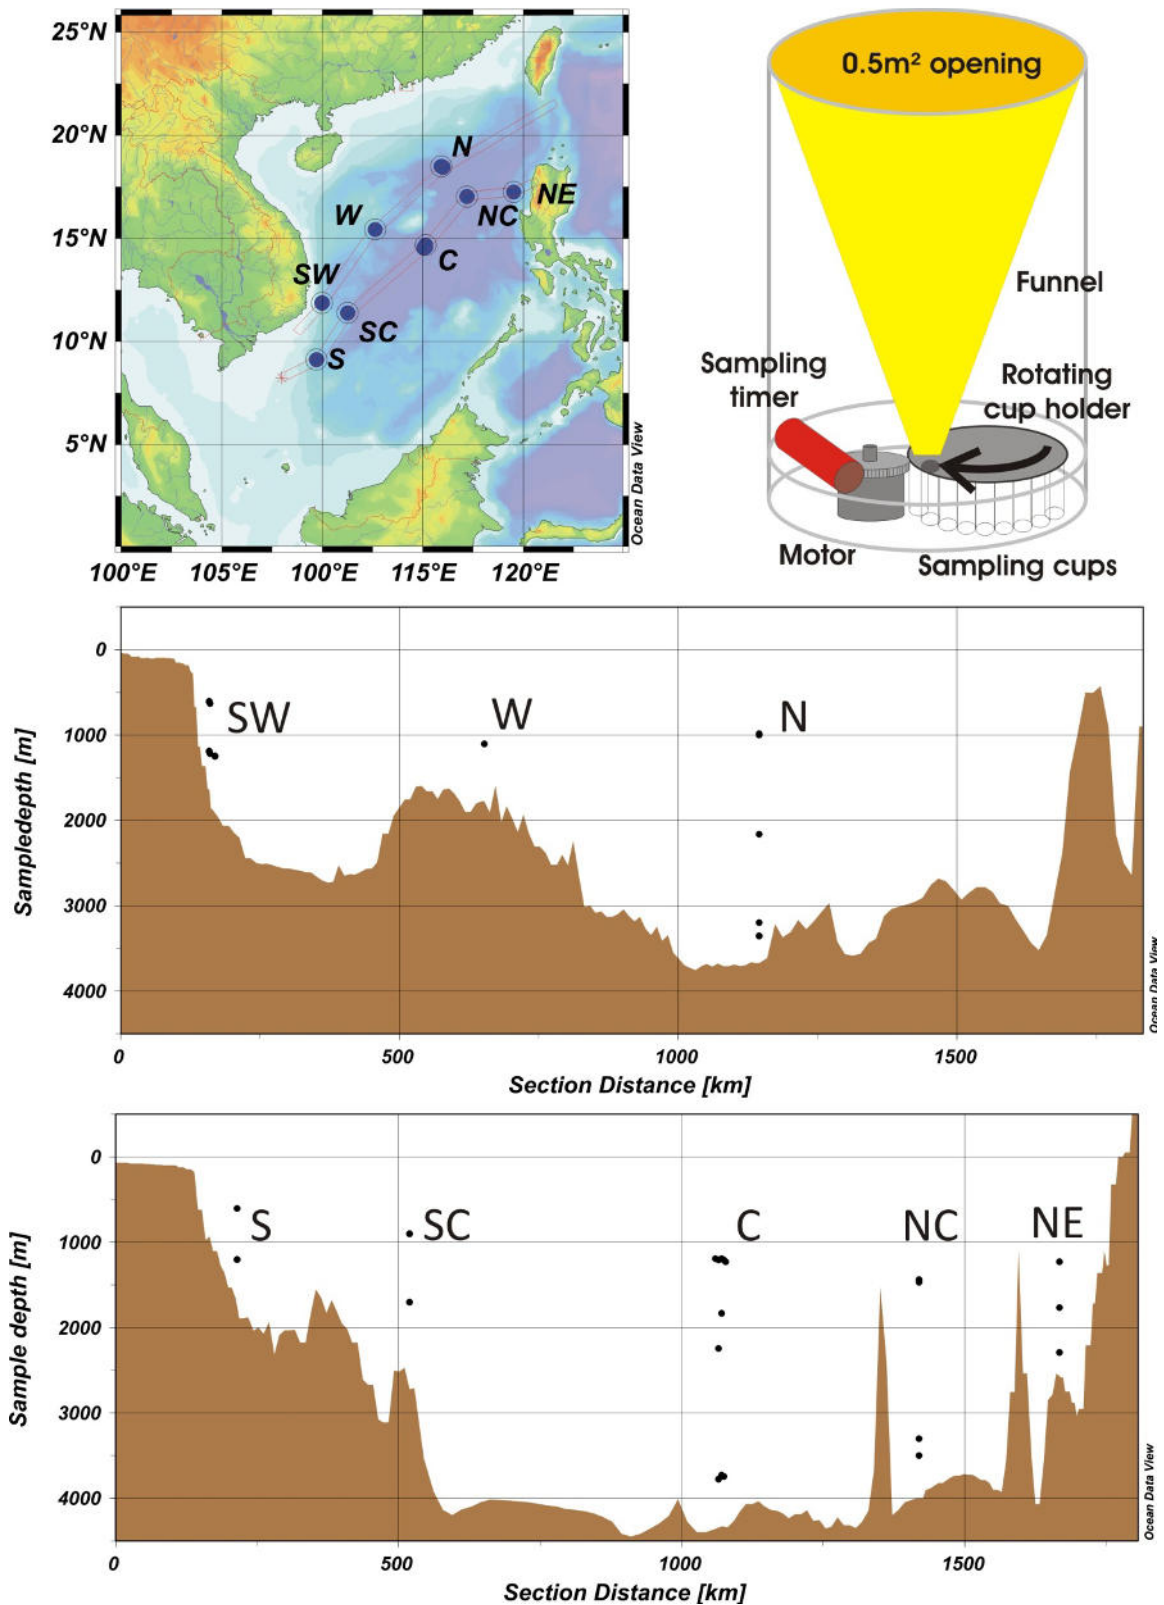 25°N
20°N
15°N
10°N
5°N
N
NE
NC
W
C
SW
SC
S
Ocean Data View
100°E
105°E
100°E
115°E
120°E
0.5m² opening
Funnel
Sampling
timer
Rotating
cup holder
Motor
Sampling cups
0
1000
2000
3000
4000
Sampledepth [m]
SW
W
N
Ocean Data View
0
500
1000
1500
Section Distance [km]
0
1000
2000
3000
4000
Sample depth [m]
S
SC
C
NC
NE
Ocean Data View
0
500
1000
1500
Section Distance [km]